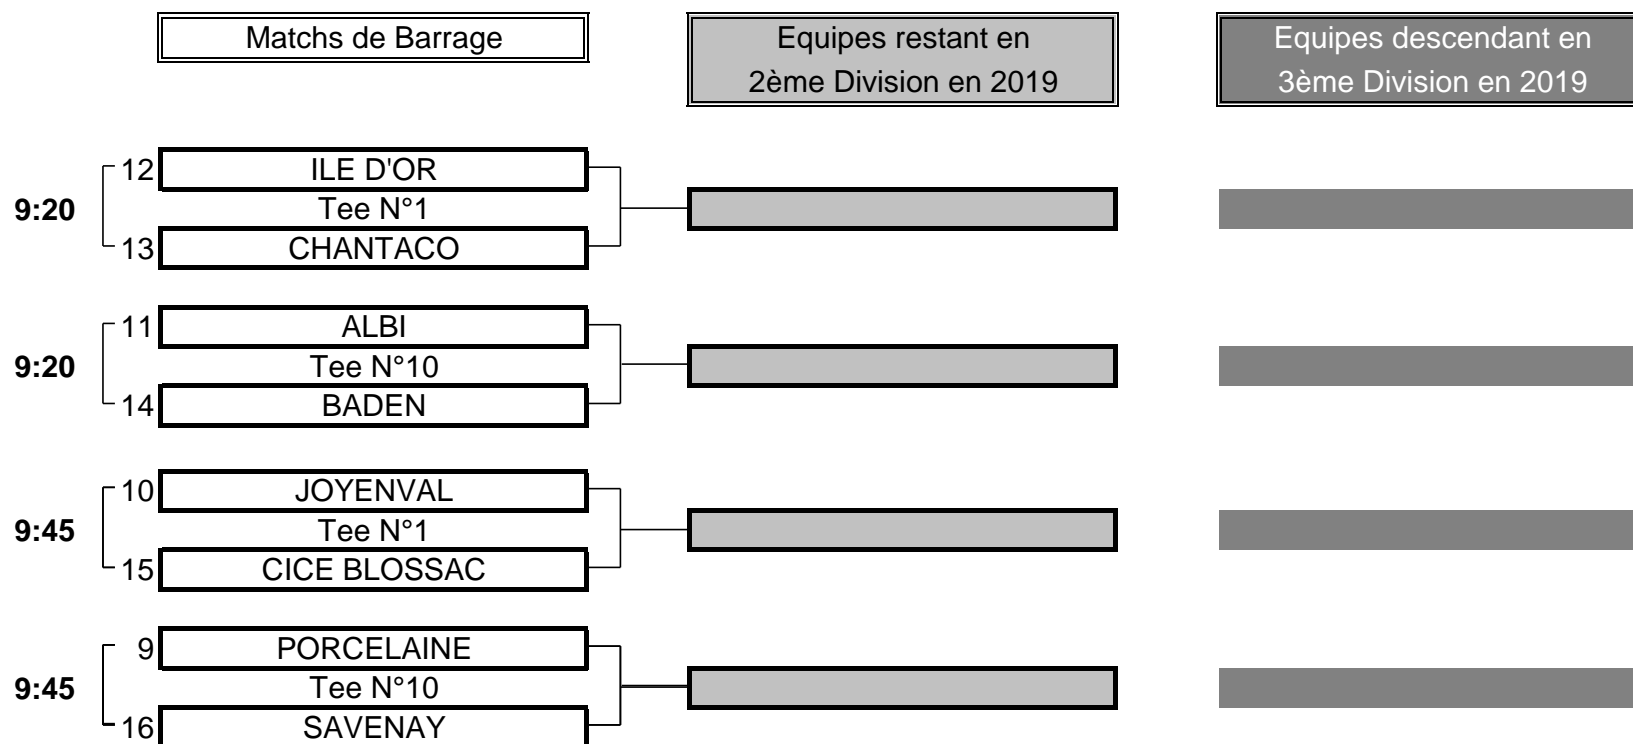 Matchs de Barrage
Equipes restant en
2ème Division en 2019
Equipes descendant en
3ème Division en 2019
12 ILE D'OR
9:20 Tee N°1
13 CHANTACO
11 ALBI
9:20 Tee N°10
14 BADEN
10 JOYENVAL
9:45 Tee N°1
15 CICE BLOSSAC
9 PORCELAINE
9:45 Tee N°10
16 SAVENAY